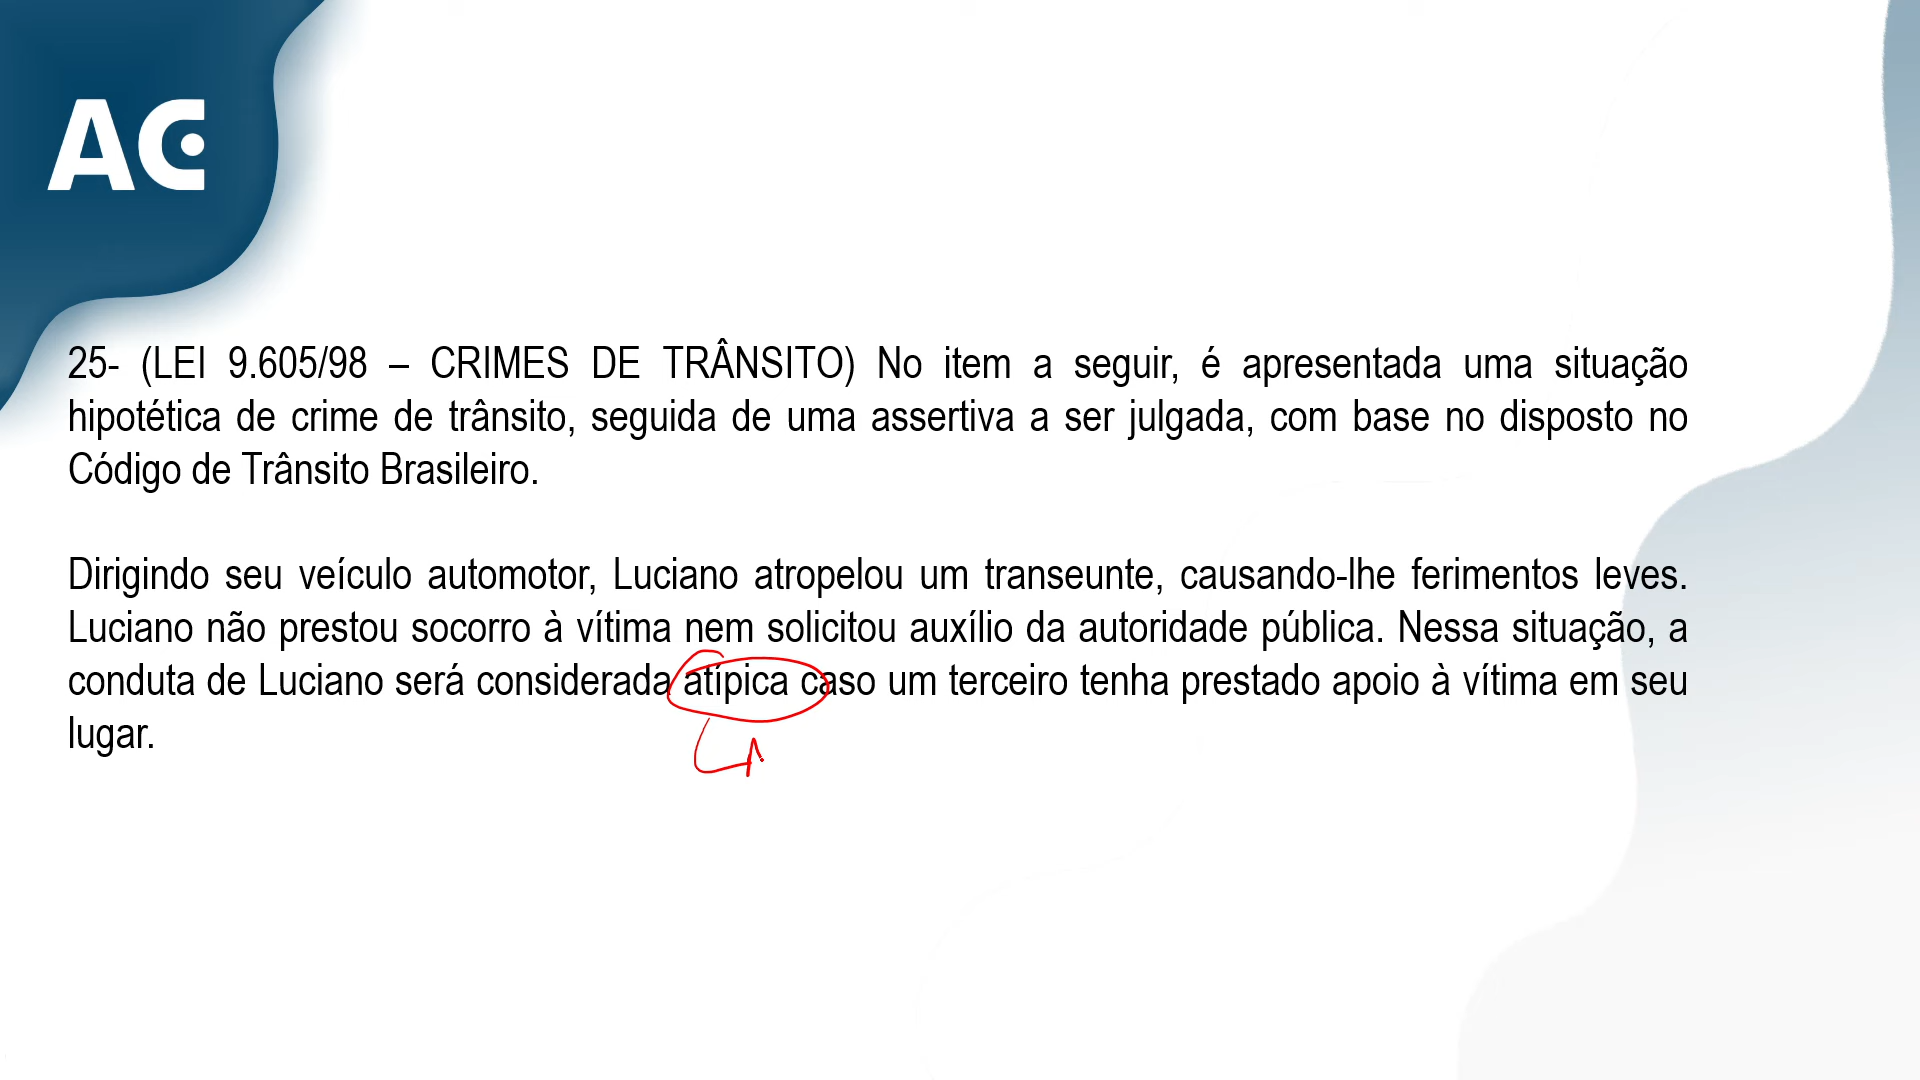 AC
25- (LEI 9.605/98 – CRIMES DE TRÂNSITO) No item a seguir, é apresentada uma situação
hipotética de crime de trânsito, seguida de uma assertiva a ser julgada, com base no disposto no
Código de Trânsito Brasileiro.
Dirigindo seu veículo automotor, Luciano atropelou um transeunte, causando-lhe ferimentos leves.
Luciano não prestou socorro à vítima nem solicitou auxílio da autoridade pública. Nessa situação, a
conduta de Luciano será considerada atípica caso um terceiro tenha prestado apoio à vítima em seu
lugar.